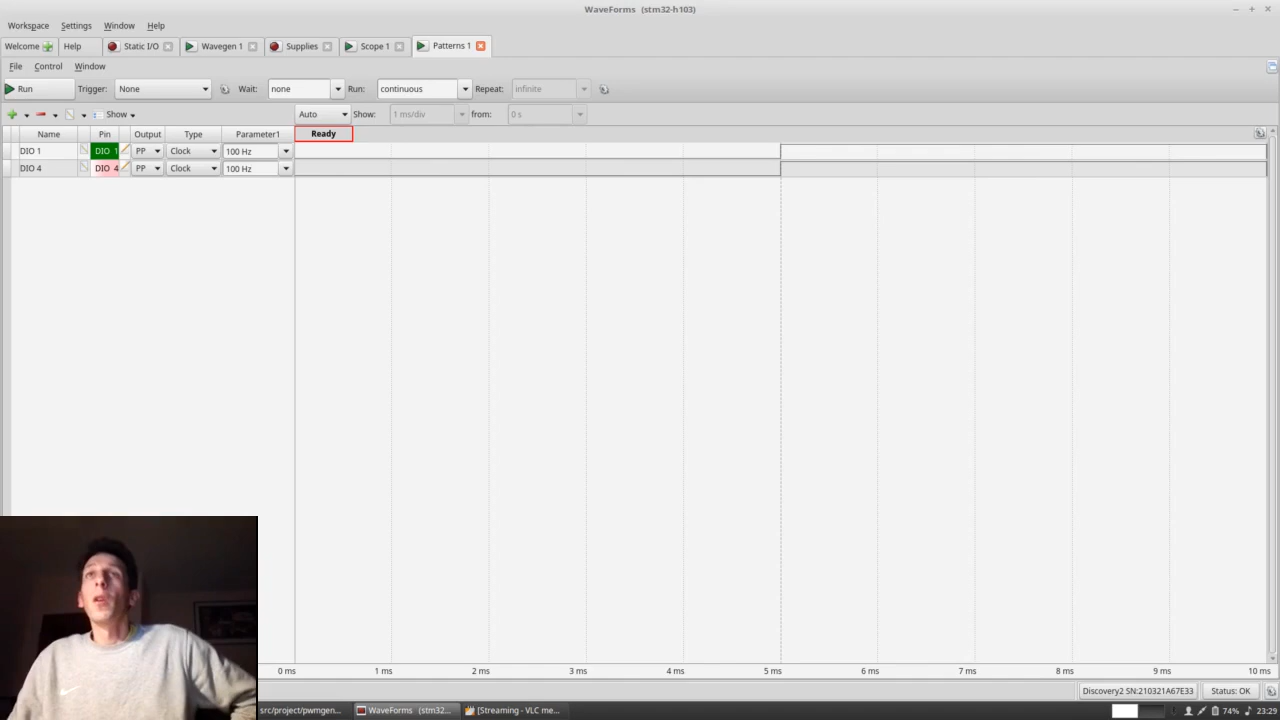 WaveForms (stm32-h103)
Workspace Settings Window Help
Welcome Help Static I/O Wavegen 1 Supplies Scope 1 Patterns 1
File Control Window
Run Trigger: None Wait: none Run: continuous Repeat: infinite
Show Auto Show: 1 ms/div from: 0 s
Name Pin Output Type Parameter1 Ready
DIO 1 DIO 1 PP Clock 100 Hz
DIO 4 DIO 4 PP Clock 100 Hz
0 ms 1 ms 2 ms 3 ms 4 ms 5 ms 6 ms 7 ms 8 ms 9 ms 10 ms
Discovery2 SN:210321A67E33 Status: OK
src/project/pwmgen... WaveForms (stm32... [Streaming - VLC me... 74% 23:29